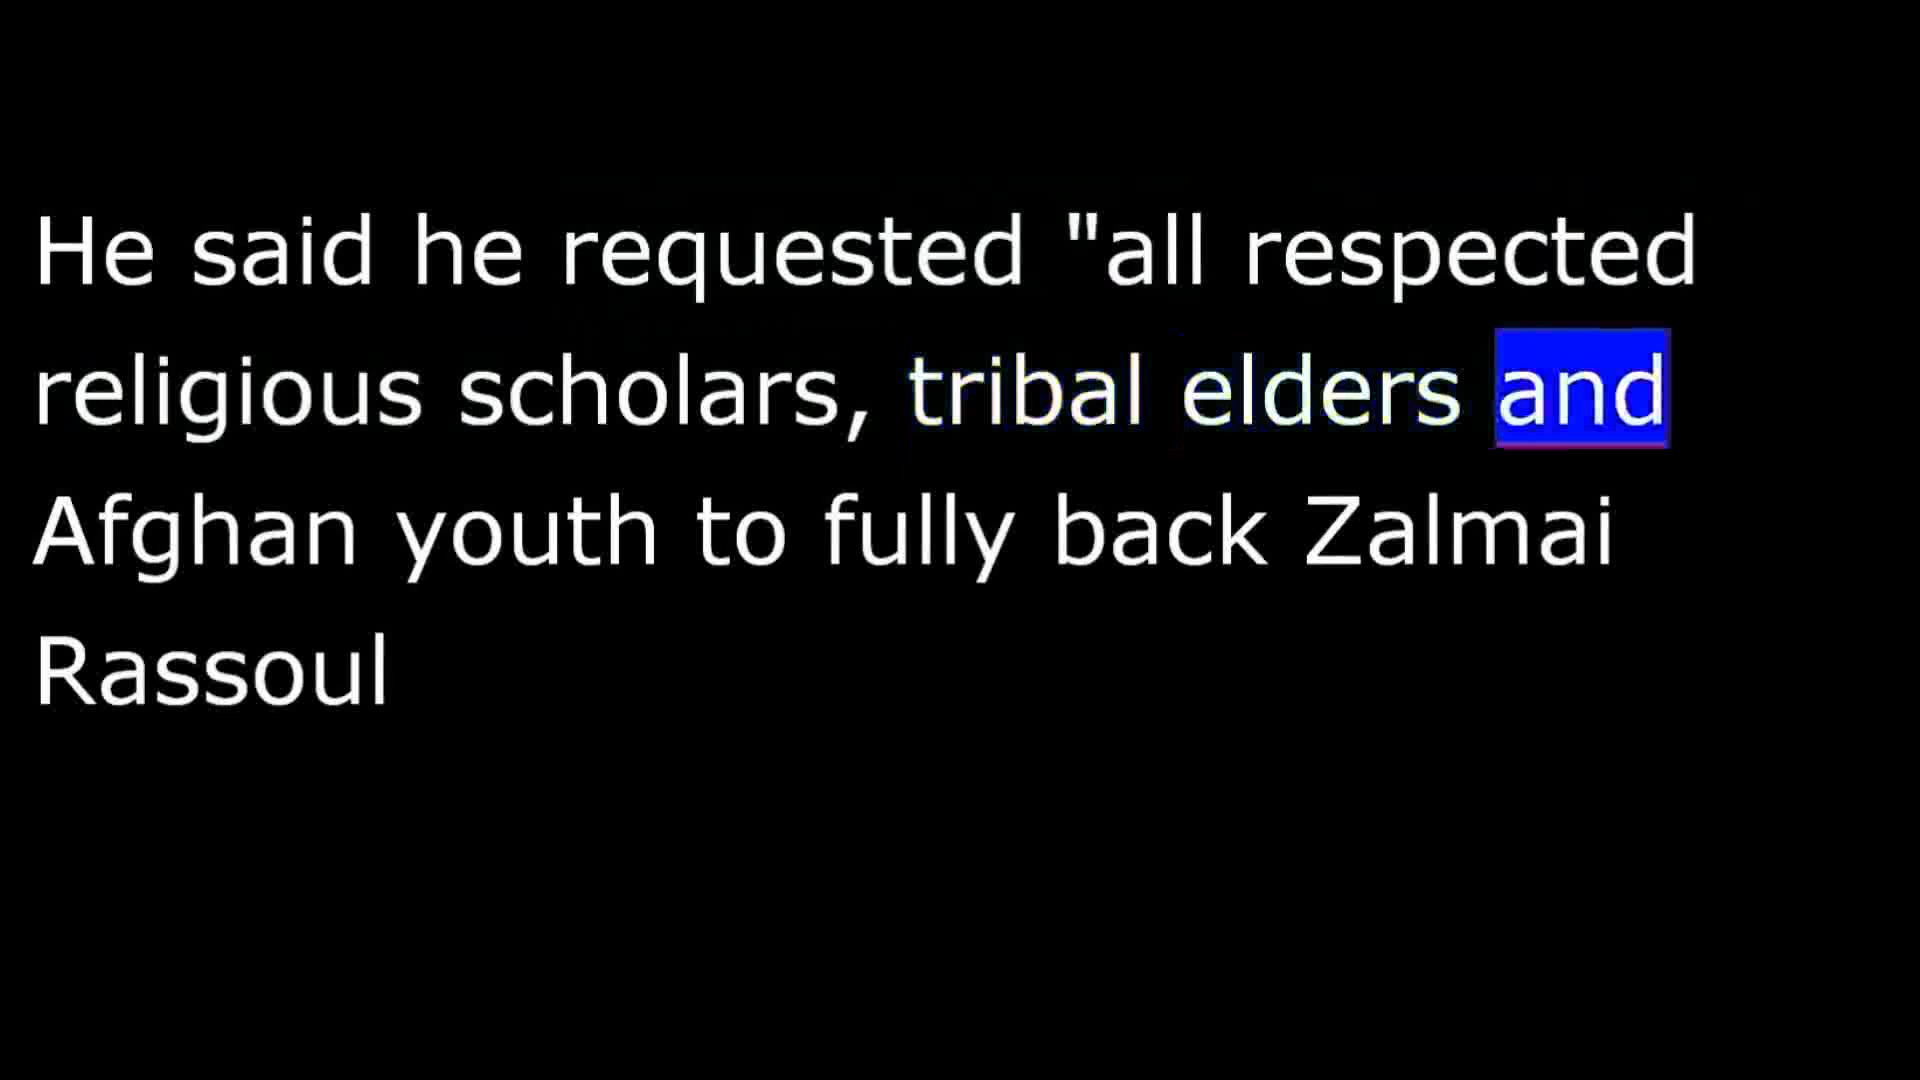 He said he requested "all respected
religious scholars, tribal elders and
Afghan youth to fully back Zalmai
Rassoul